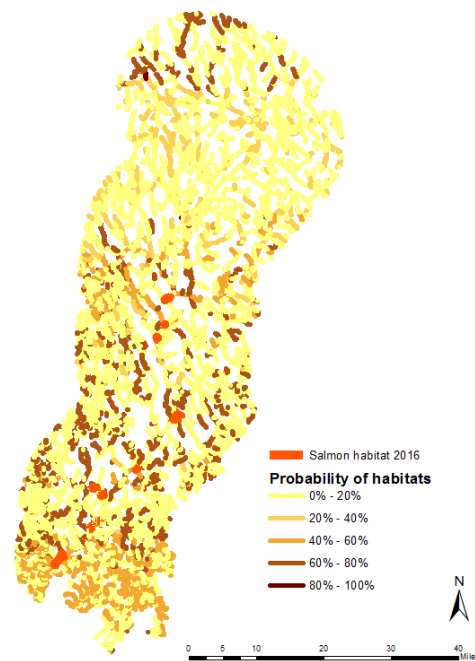 Salmon habitat 2016
Probability of habitats
0% - 20%
20% - 40%
40% - 60%
60% - 80%
80% - 100%
N
0 5 10 20 30 40
Mile